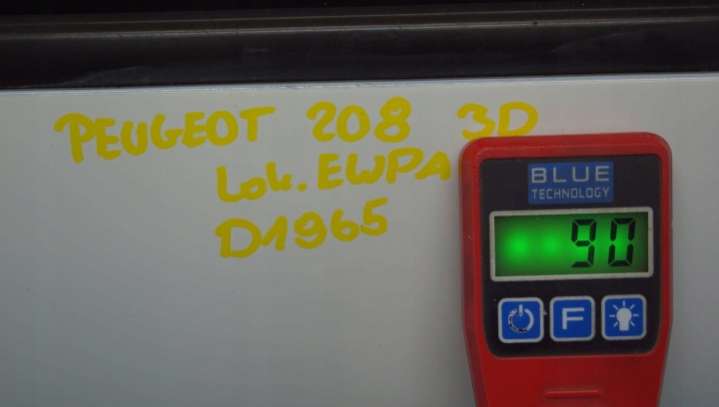 PEUGEOT 208 3D
Lok. EWPA
D1965
BLUE
TECHNOLOGY
90
F